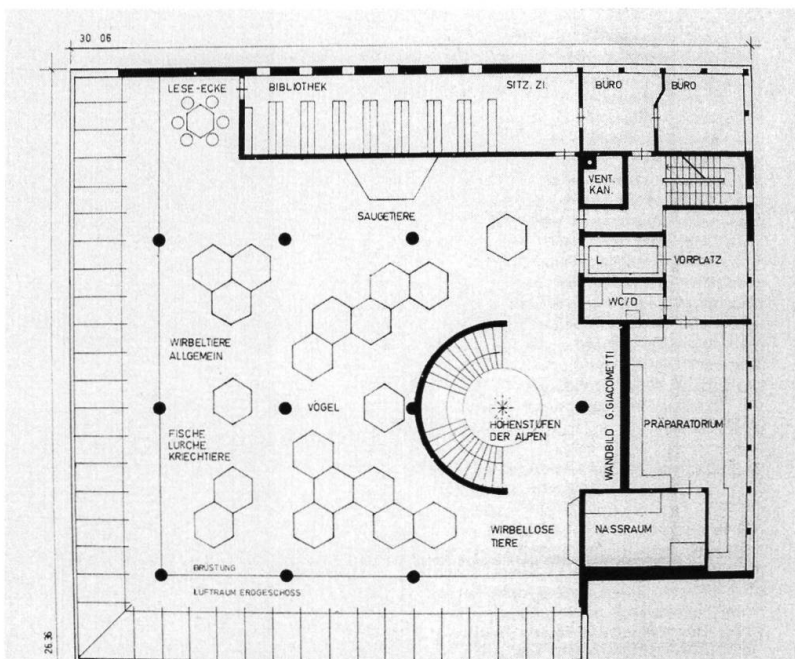 30 06
LESE-ECKE
BIBLIOTHEK
SITZ. ZI.
BÜRO
BÜRO
VENT.
KAN.
SAUGETIERE
L
VORPLATZ
WC/D
WIRBELTIERE
ALLGEMEIN
VÖGEL
HÖHENSTUFEN
DER ALPEN
WANDBILD G. GIACOMETTI
PRÄPARATORIUM
FISCHE
LURCHE
KRIECHTIERE
WIRBELLOSE
TIERE
NASSRAUM
BRÜSTUNG
LUFTRAUM ERDGESCHOSS
26.36